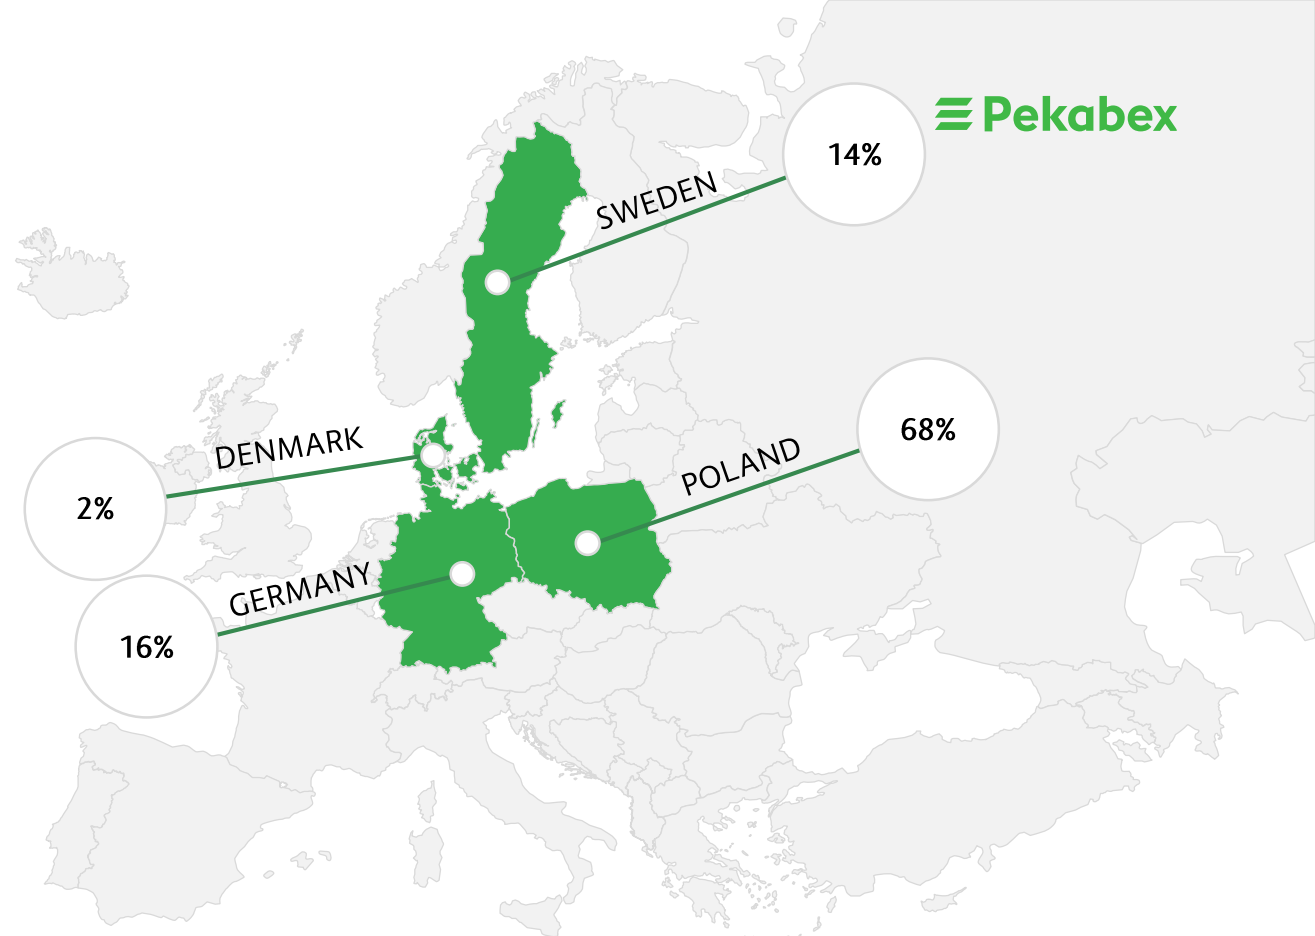 Pekabex
14%
SWEDEN
68%
POLAND
DENMARK
2%
GERMANY
16%